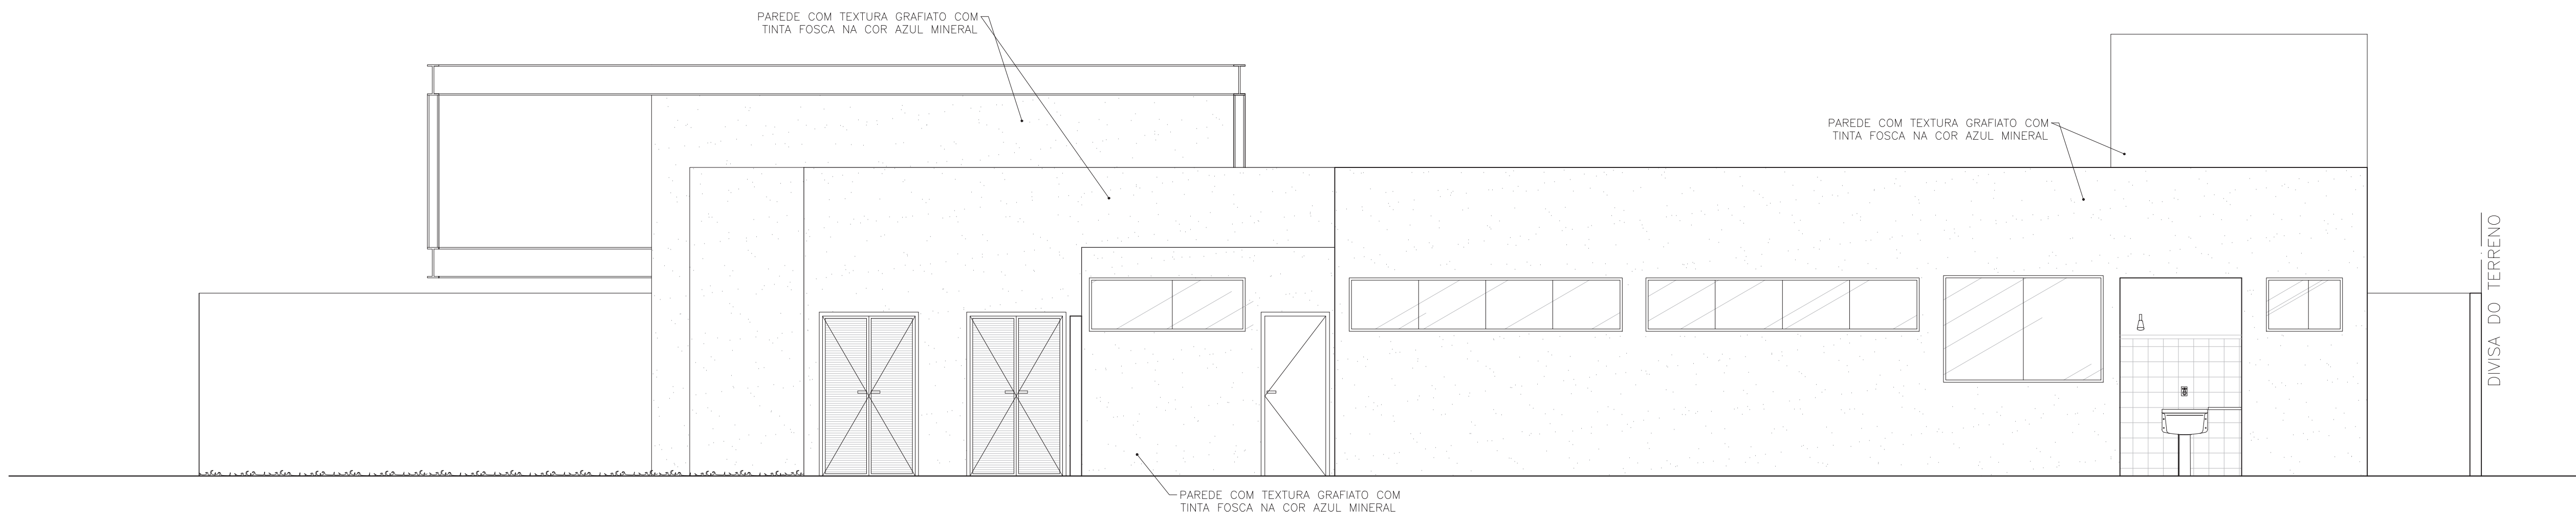 PAREDE COM TEXTURA GRAFIATO COM
TINTA FOSCA NA COR AZUL MINERAL
PAREDE COM TEXTURA GRAFIATO COM
TINTA FOSCA NA COR AZUL MINERAL
DIVISA DO TERRENO
PAREDE COM TEXTURA GRAFIATO COM
TINTA FOSCA NA COR AZUL MINERAL